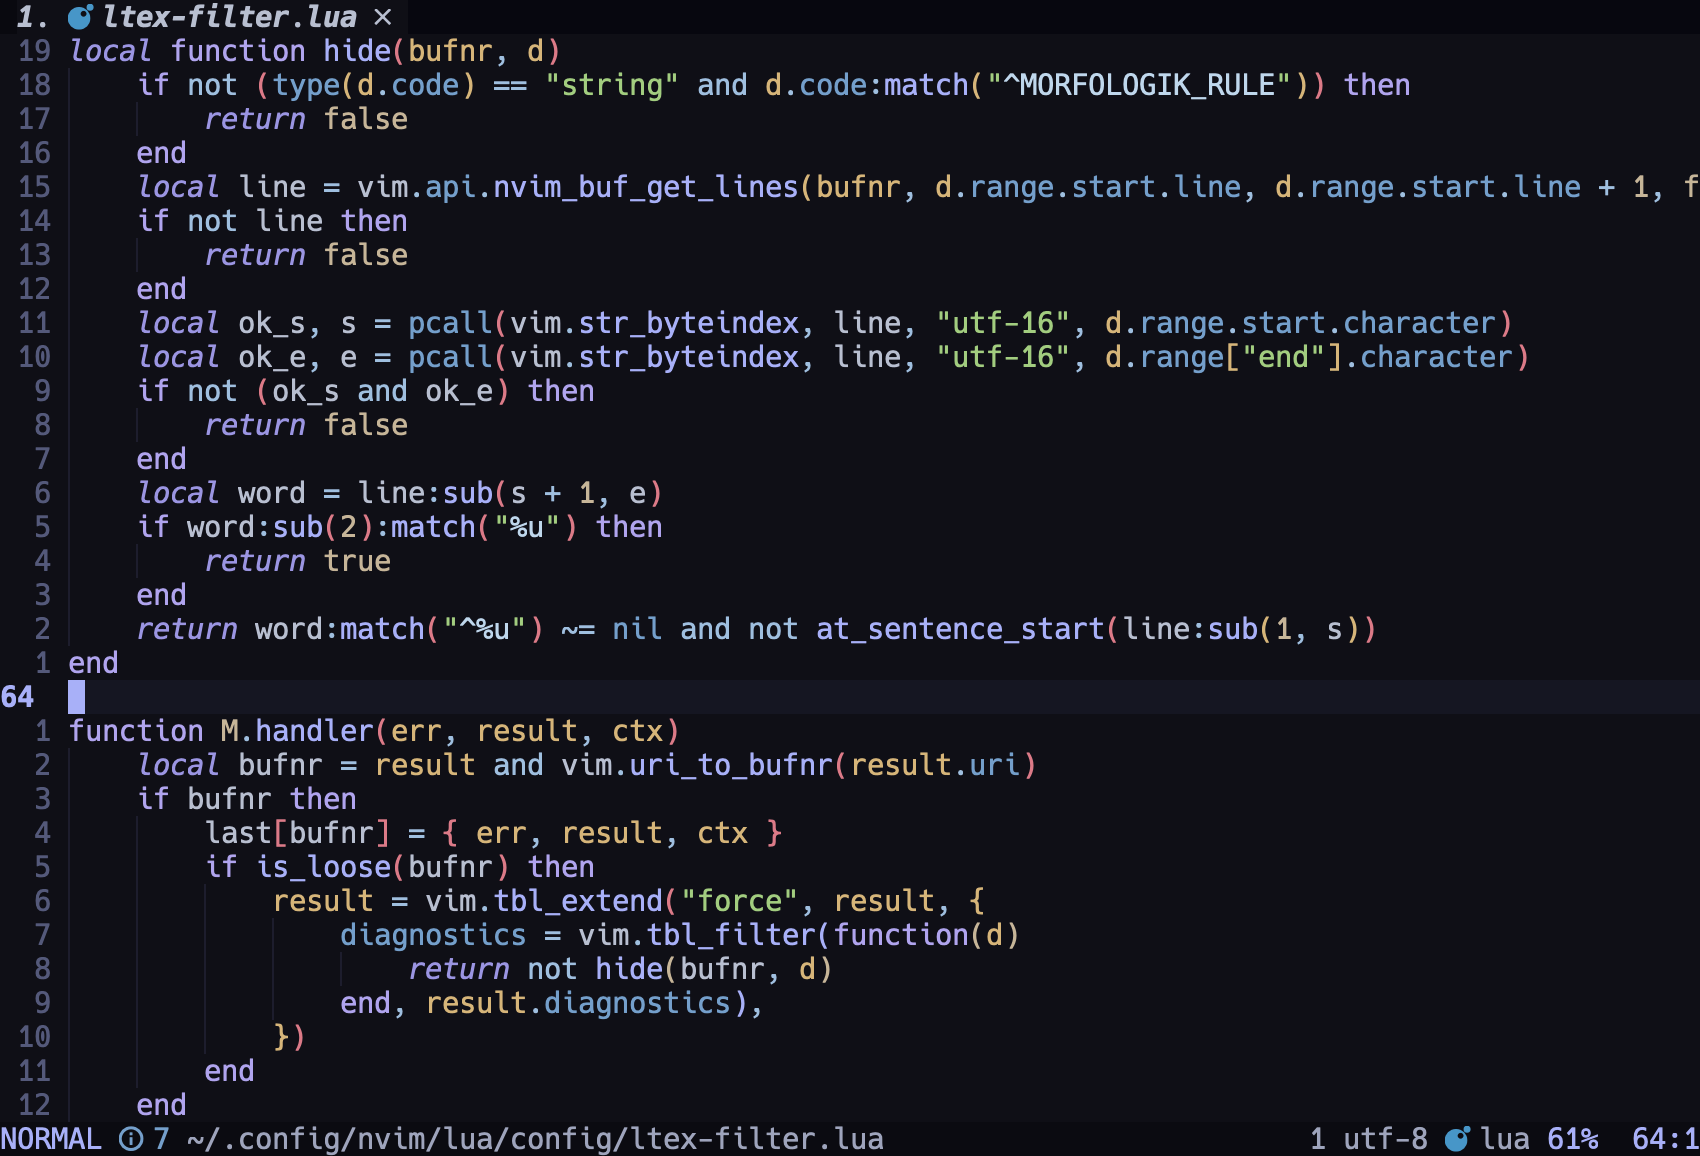 1. ltex-filter.lua ×
19 local function hide(bufnr, d)
18     if not (type(d.code) == "string" and d.code:match("^MORFOLOGIK_RULE")) then
17         return false
16     end
15     local line = vim.api.nvim_buf_get_lines(bufnr, d.range.start.line, d.range.start.line + 1, f
14     if not line then
13         return false
12     end
11     local ok_s, s = pcall(vim.str_byteindex, line, "utf-16", d.range.start.character)
10     local ok_e, e = pcall(vim.str_byteindex, line, "utf-16", d.range["end"].character)
9     if not (ok_s and ok_e) then
8         return false
7     end
6     local word = line:sub(s + 1, e)
5     if word:sub(2):match("%u") then
4         return true
3     end
2     return word:match("^%u") ~= nil and not at_sentence_start(line:sub(1, s))
1 end
64
1 function M.handler(err, result, ctx)
2     local bufnr = result and vim.uri_to_bufnr(result.uri)
3     if bufnr then
4         last[bufnr] = { err, result, ctx }
5         if is_loose(bufnr) then
6             result = vim.tbl_extend("force", result, {
7                 diagnostics = vim.tbl_filter(function(d)
8                     return not hide(bufnr, d)
9                 end, result.diagnostics),
10             })
11         end
12     end
NORMAL 7 ~/.config/nvim/lua/config/ltex-filter.lua 1 utf-8 lua 61% 64:1